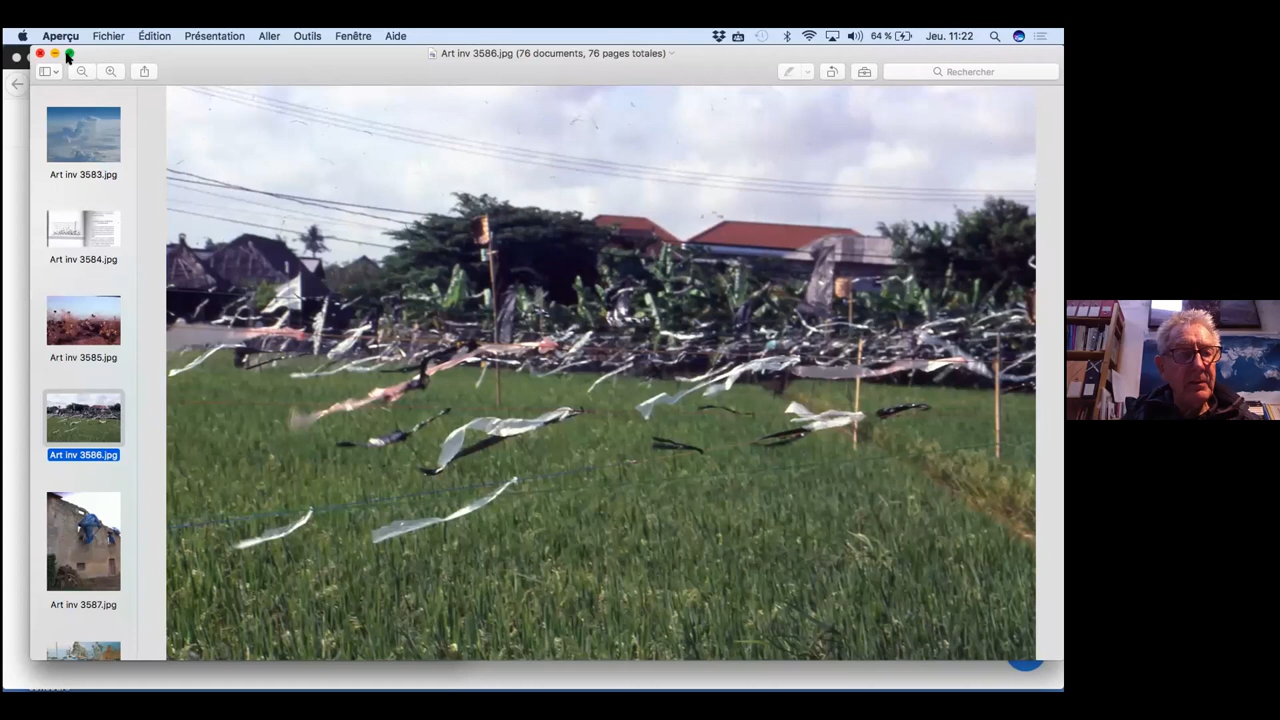 Aperçu Fichier Édition Présentation Outils Aller Fenêtre Aide 64 % Jeu. 11:22
Art inv 3586.jpg (76 documents, 76 pages totales)
Rechercher
Art inv 3583.jpg
Art inv 3584.jpg
Art inv 3585.jpg
Art inv 3586.jpg
Art inv 3587.jpg